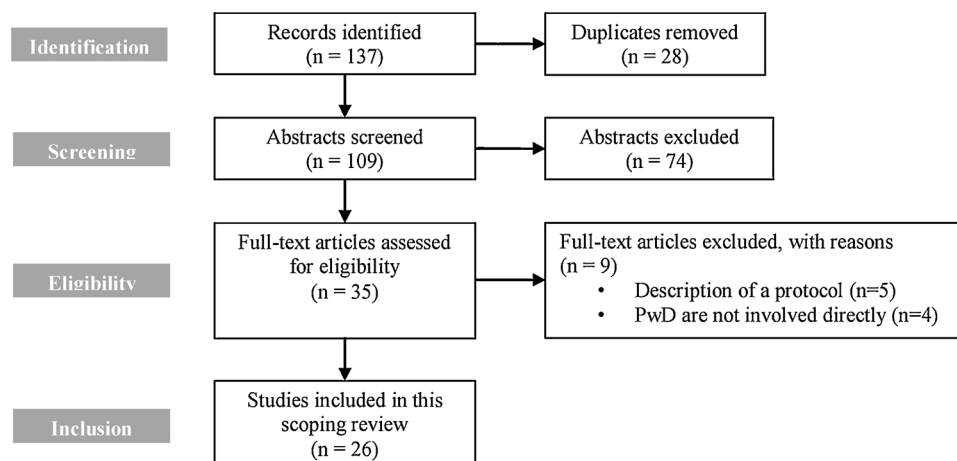 Identification
Records identified
(n = 137)
Duplicates removed
(n = 28)
Screening
Abstracts screened
(n = 109)
Abstracts excluded
(n = 74)
Eligibility
Full-text articles assessed
for eligibility
(n = 35)
Full-text articles excluded, with reasons
(n = 9)
• Description of a protocol (n=5)
• PwD are not involved directly (n=4)
Inclusion
Studies included in this
scoping review
(n = 26)